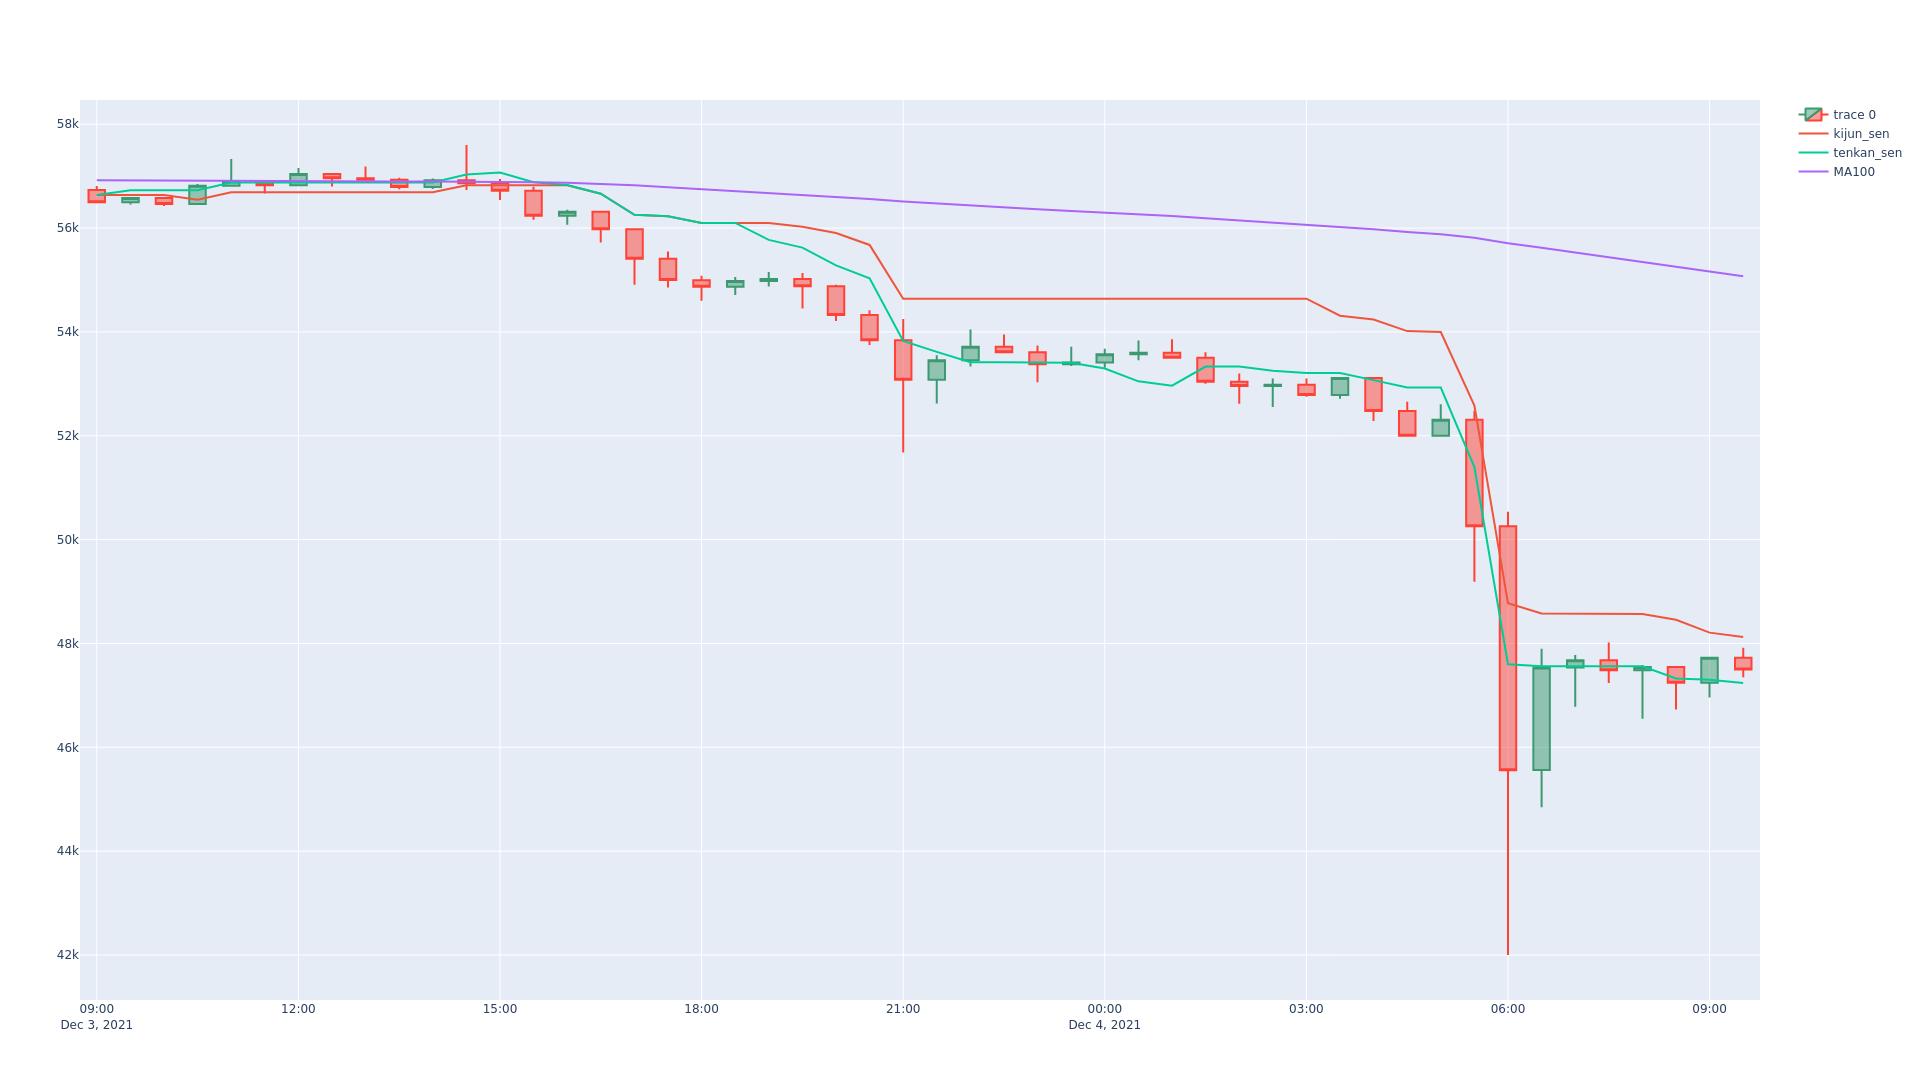 trace 0
kijun_sen
tenkan_sen
MA100
58k
56k
54k
52k
50k
48k
46k
44k
42k
09:00 12:00 15:00 18:00 21:00 00:00 03:00 06:00 09:00
Dec 3, 2021 Dec 4, 2021